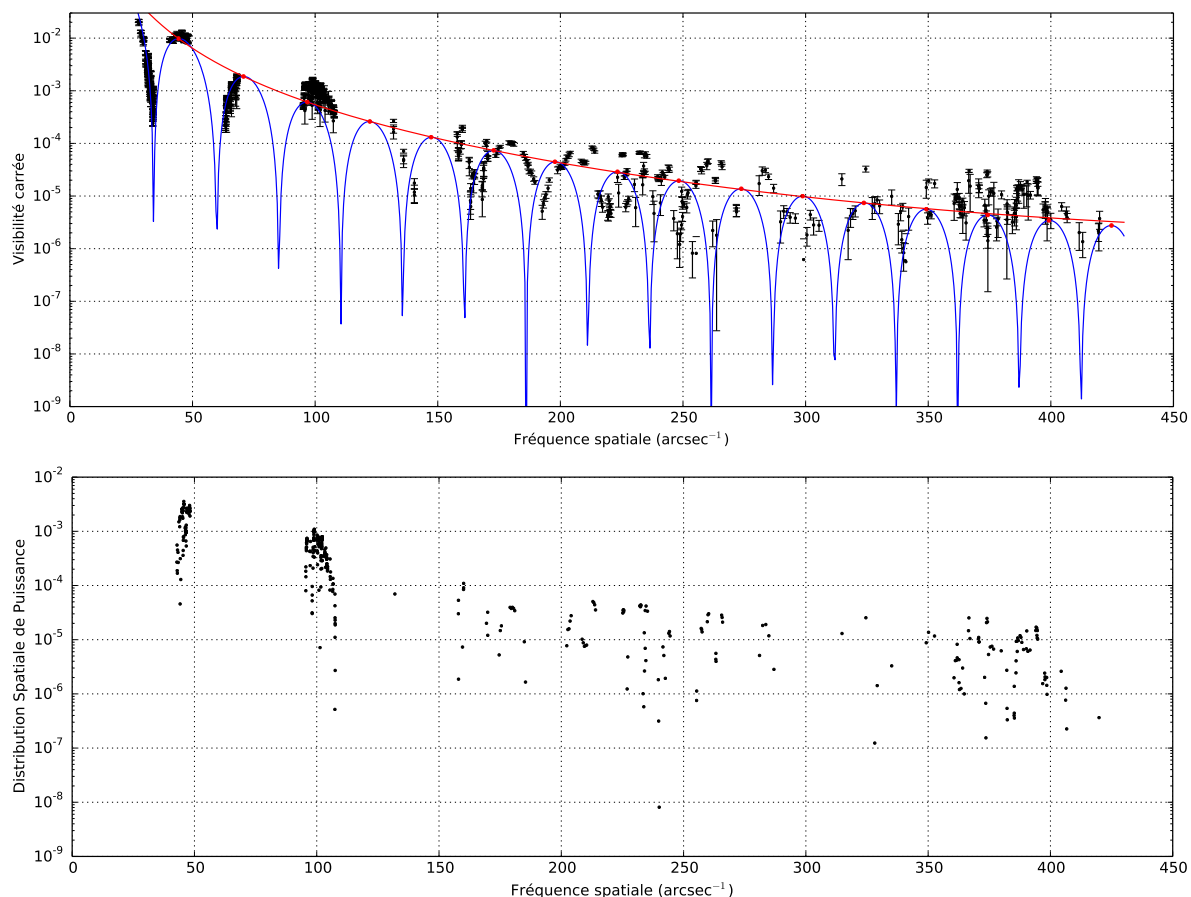 Visibilité carrée
10⁻²
10⁻³
10⁻⁴
10⁻⁵
10⁻⁶
10⁻⁷
10⁻⁸
10⁻⁹
0 50 100 150 200 250 300 350 400 450
Fréquence spatiale (arcsec⁻¹)
Distribution Spatiale de Puissance
10⁻²
10⁻³
10⁻⁴
10⁻⁵
10⁻⁶
10⁻⁷
10⁻⁸
10⁻⁹
0 50 100 150 200 250 300 350 400 450
Fréquence spatiale (arcsec⁻¹)